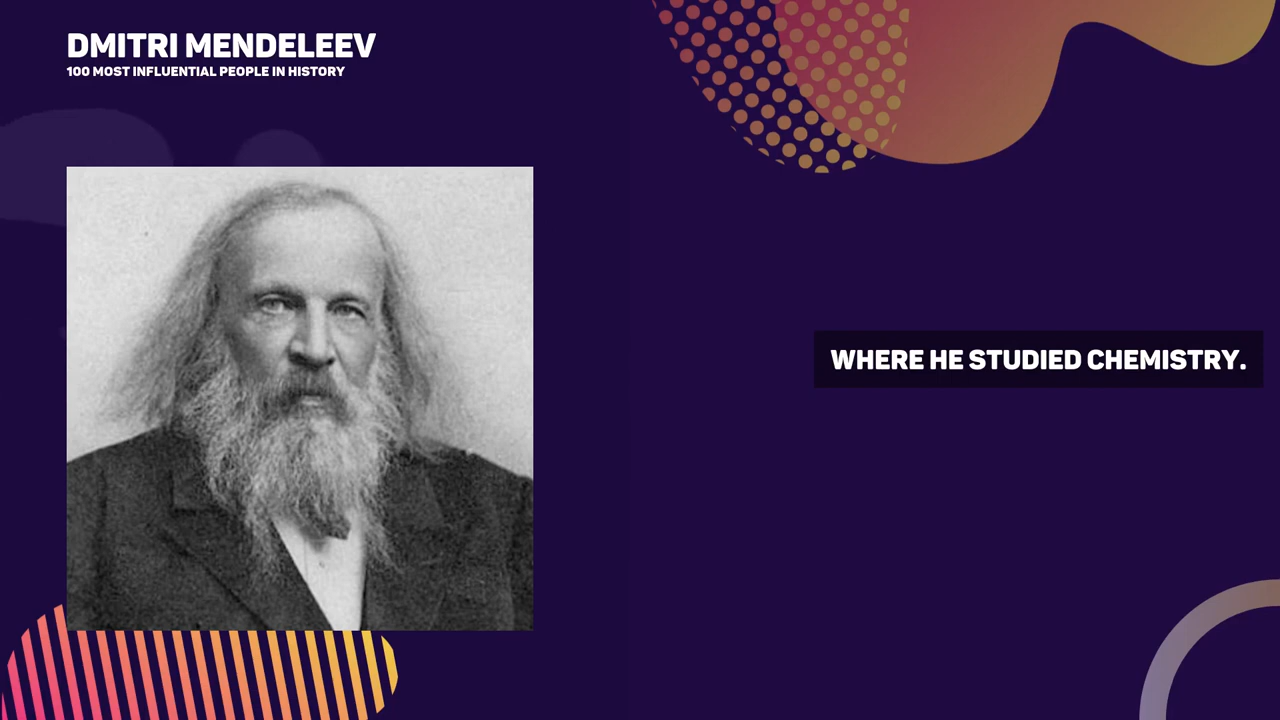 DMITRI MENDELEEV
100 MOST INFLUENTIAL PEOPLE IN HISTORY
WHERE HE STUDIED CHEMISTRY.